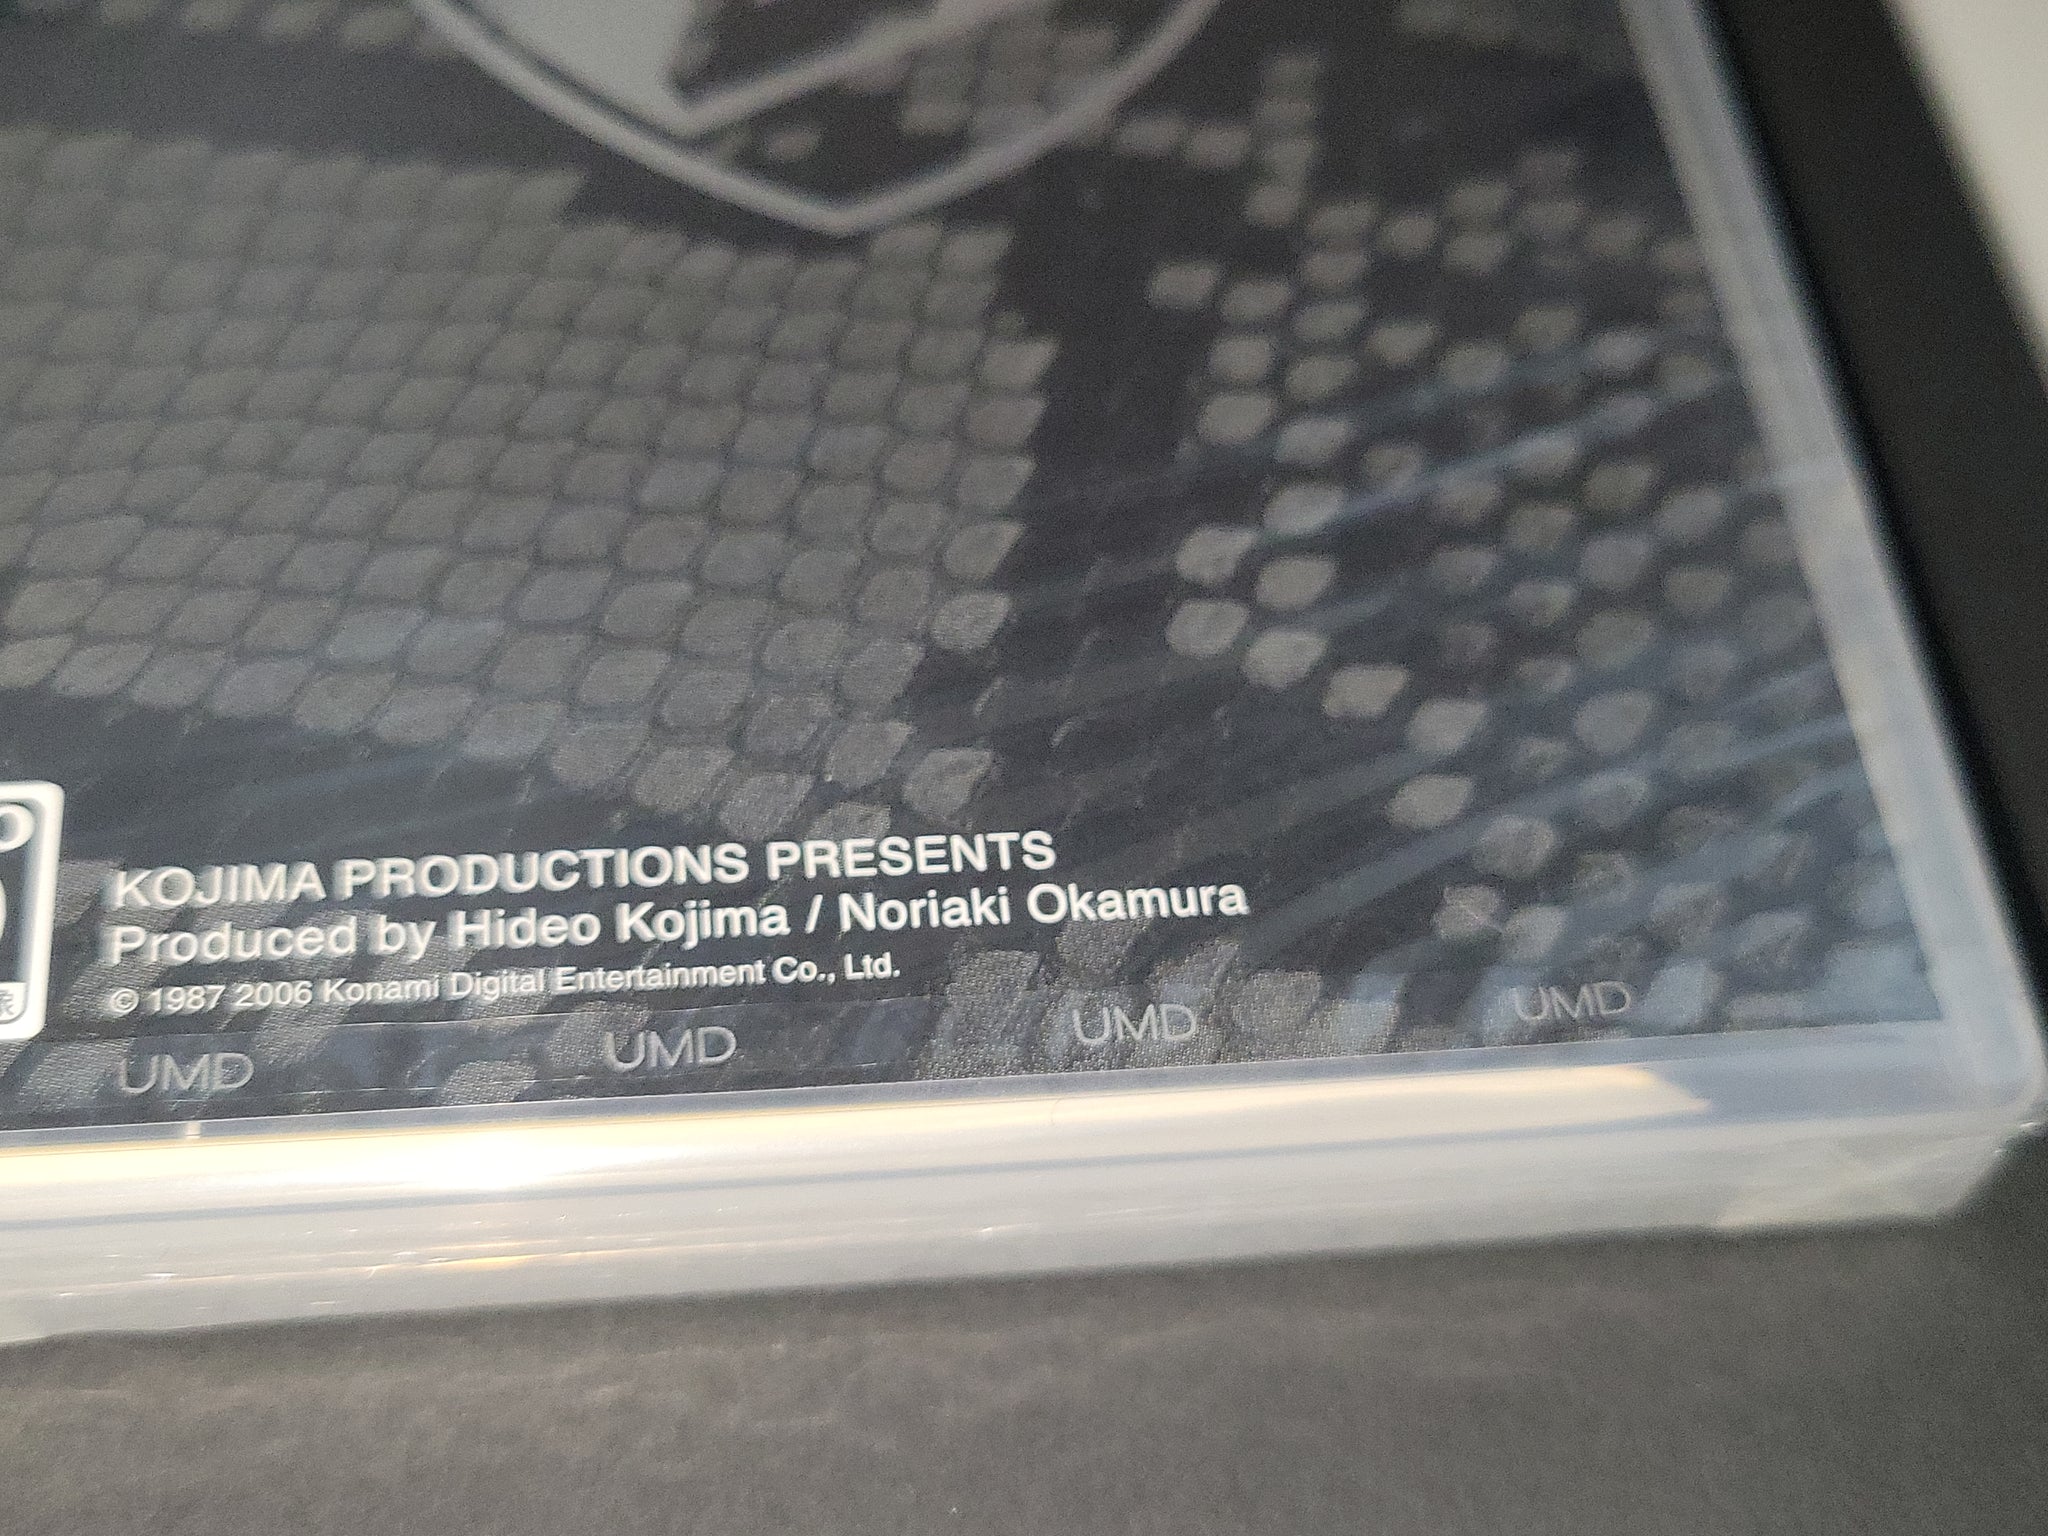 KOJIMA PRODUCTIONS PRESENTS
Produced by Hideo Kojima / Noriaki Okamura
© 1987 2006 Konami Digital Entertainment Co., Ltd.
UMD UMD UMD UMD